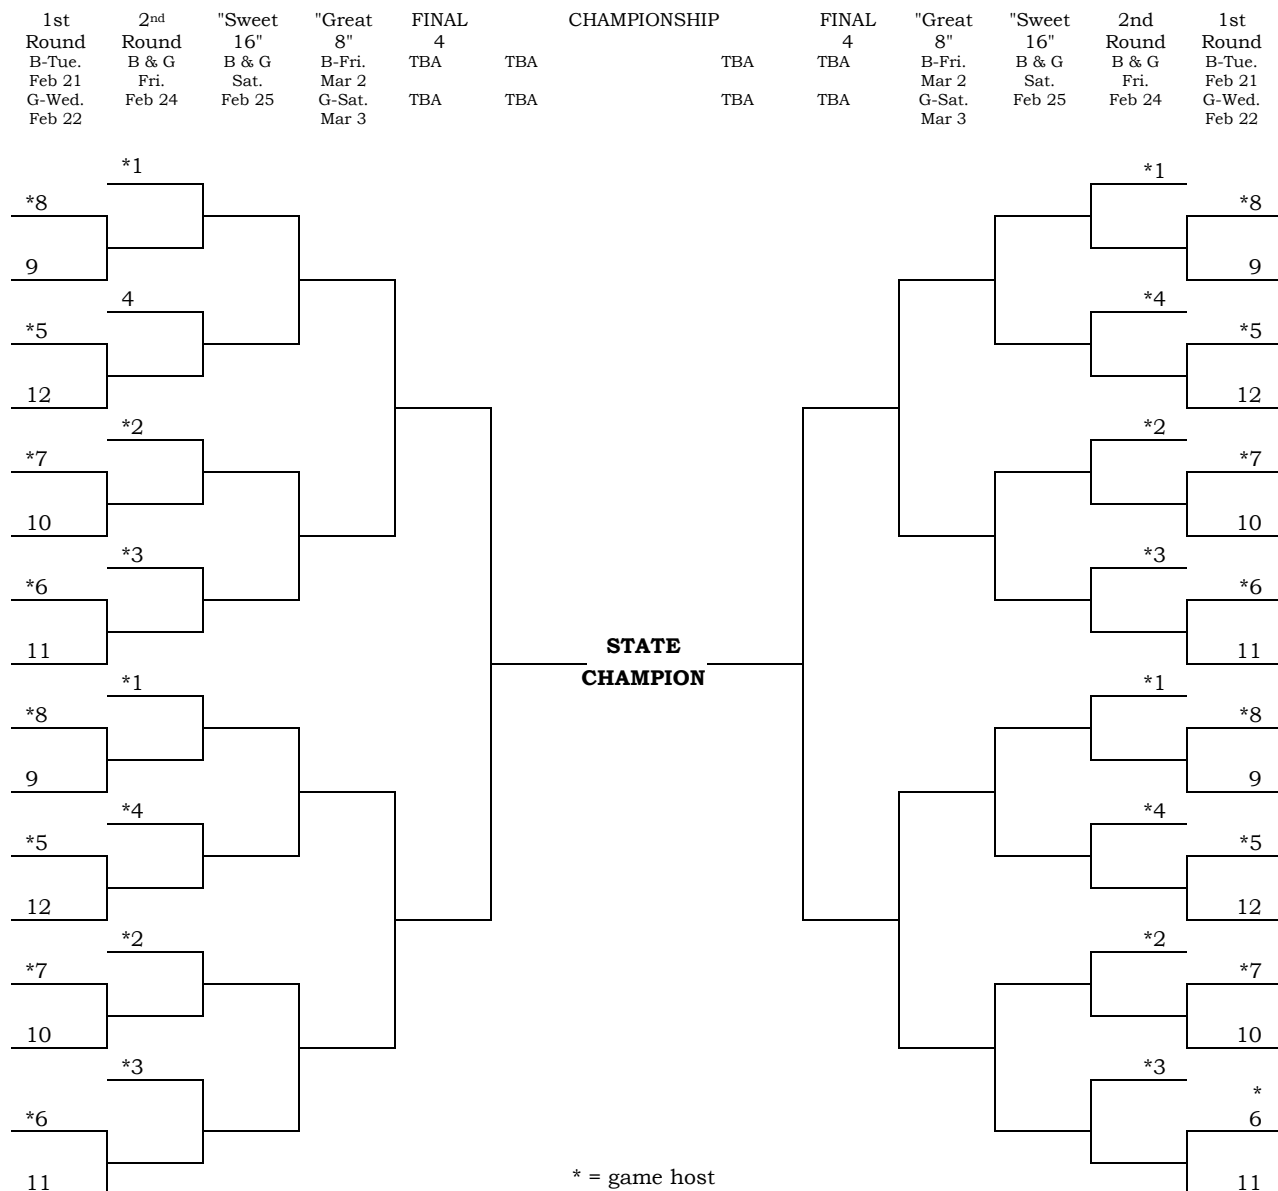 1st 2nd "Sweet "Great FINAL CHAMPIONSHIP FINAL "Great "Sweet 2nd 1st
Round Round 16" 8" 4 4 8" 16" Round Round
B-Tue. B & G B & G B-Fri. TBA TBA TBA TBA B-Fri. B & G B & G B-Tue.
Feb 21 Fri. Sat. Mar 2 Mar 2 Sat. Fri. Feb 21
G-Wed. Feb 24 Feb 25 G-Sat. TBA TBA TBA TBA G-Sat. Feb 25 Feb 24 G-Wed.
Feb 22 Mar 3 Mar 3 Feb 22
*1 *1
*8 *8
9 9
4 *4
*5 *5
12 12
*2 *2
*7 *7
10 10
*3 *3
*6 *6
STATE
11 11
CHAMPION
*1 *1
*8 *8
9 9
*4 *4
*5 *5
12 12
*2 *2
*7 *7
10 10
*3 *3
*
*6 6
* = game host
11 11